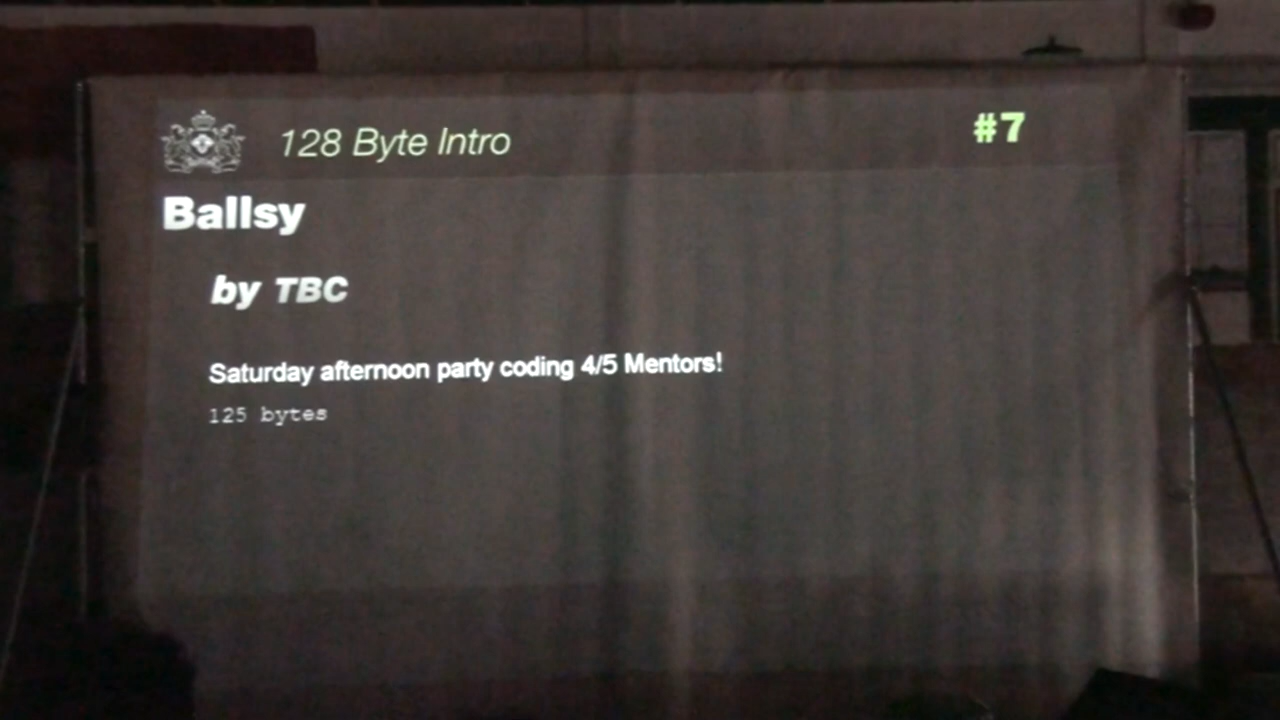 128 Byte Intro #7
Ballsy
by TBC
Saturday afternoon party coding 4/5 Mentors!
125 bytes